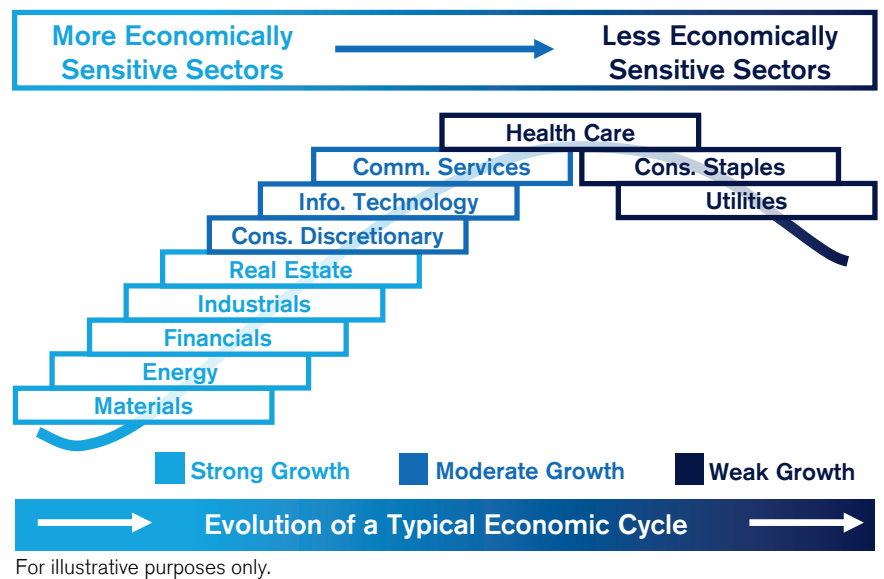 More Economically
Sensitive Sectors
Less Economically
Sensitive Sectors
Health Care
Comm. Services
Cons. Staples
Info. Technology
Utilities
Cons. Discretionary
Real Estate
Industrials
Financials
Energy
Materials
Strong Growth
Moderate Growth
Weak Growth
Evolution of a Typical Economic Cycle
For illustrative purposes only.